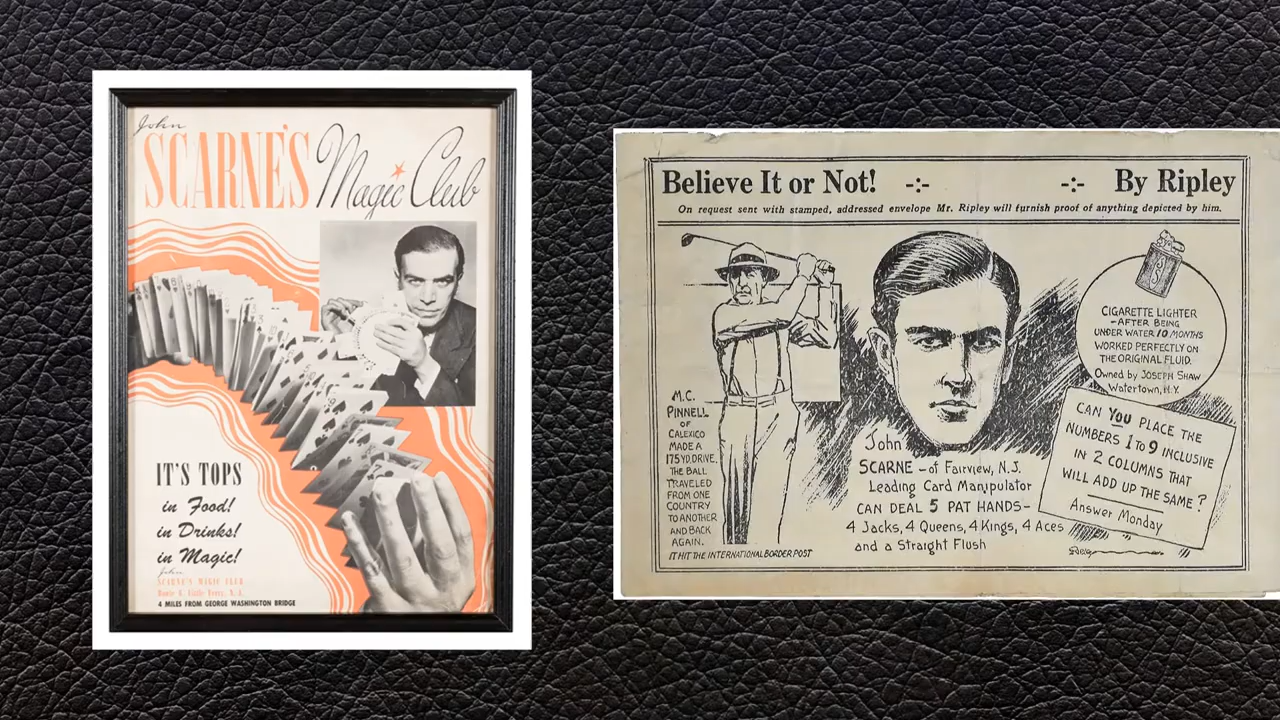 John
SCARNE'S Magic Club
IT'S TOPS
in Food!
in Drinks!
in Magic!
John
SCARNE'S MAGIC CLUB
Route 6, Little Ferry, N. J.
4 MILES FROM GEORGE WASHINGTON BRIDGE
Believe It or Not! -:- -:- By Ripley
On request sent with stamped, addressed envelope Mr. Ripley will furnish proof of anything depicted by him.
M.C.
PINNELL
OF
CALEXICO
MADE A
175 YD. DRIVE.
THE BALL
TRAVELED
FROM ONE
COUNTRY
TO ANOTHER
AND BACK
AGAIN.
IT HIT THE INTERNATIONAL BORDER POST
John
SCARNE - of Fairview, N.J.
Leading Card Manipulator
CAN DEAL 5 PAT HANDS-
4 Jacks, 4 Queens, 4 Kings, 4 Aces
and a Straight Flush
CIGARETTE LIGHTER
- AFTER BEING
UNDER WATER 10 MONTHS
WORKED PERFECTLY ON
THE ORIGINAL FLUID.
Owned by JOSEPH SHAW
Watertown, N.Y.
CAN YOU PLACE THE
NUMBERS 1 TO 9 INCLUSIVE
IN 2 COLUMNS THAT
WILL ADD UP THE SAME?
Answer Monday